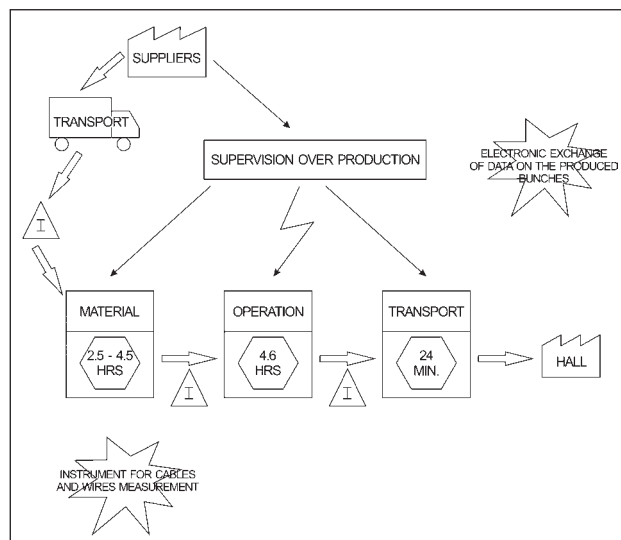 SUPPLIERS
TRANSPORT
SUPERVISION OVER PRODUCTION
ELECTRONIC EXCHANGE
OF DATA ON THE PRODUCED
BUNCHES
I
MATERIAL
OPERATION
TRANSPORT
2.5 - 4.5
HRS
4.6
HRS
24
MIN.
HALL
I
I
INSTRUMENT FOR CABLES
AND WIRES MEASUREMENT